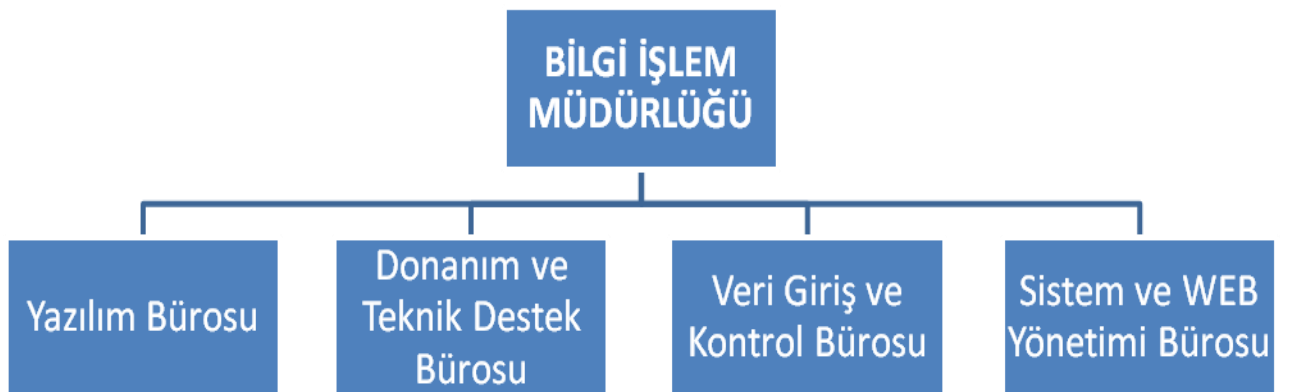 BİLGİ İŞLEM
MÜDÜRLÜĞÜ
Yazılım Bürosu
Donanım ve
Teknik Destek
Bürosu
Veri Giriş ve
Kontrol Bürosu
Sistem ve WEB
Yönetimi Bürosu